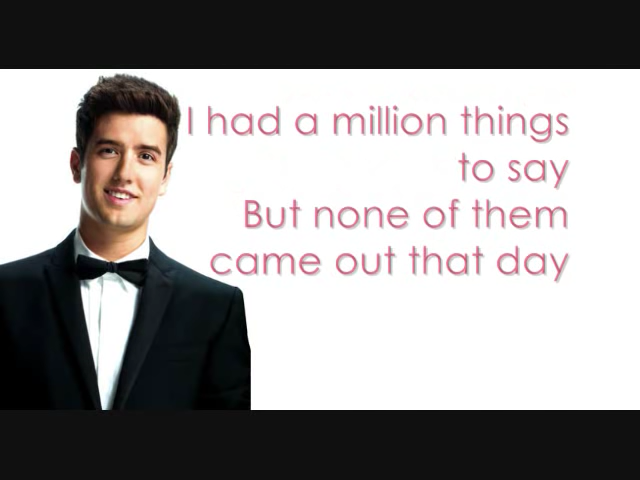 I had a million things
to say
But none of them
came out that day